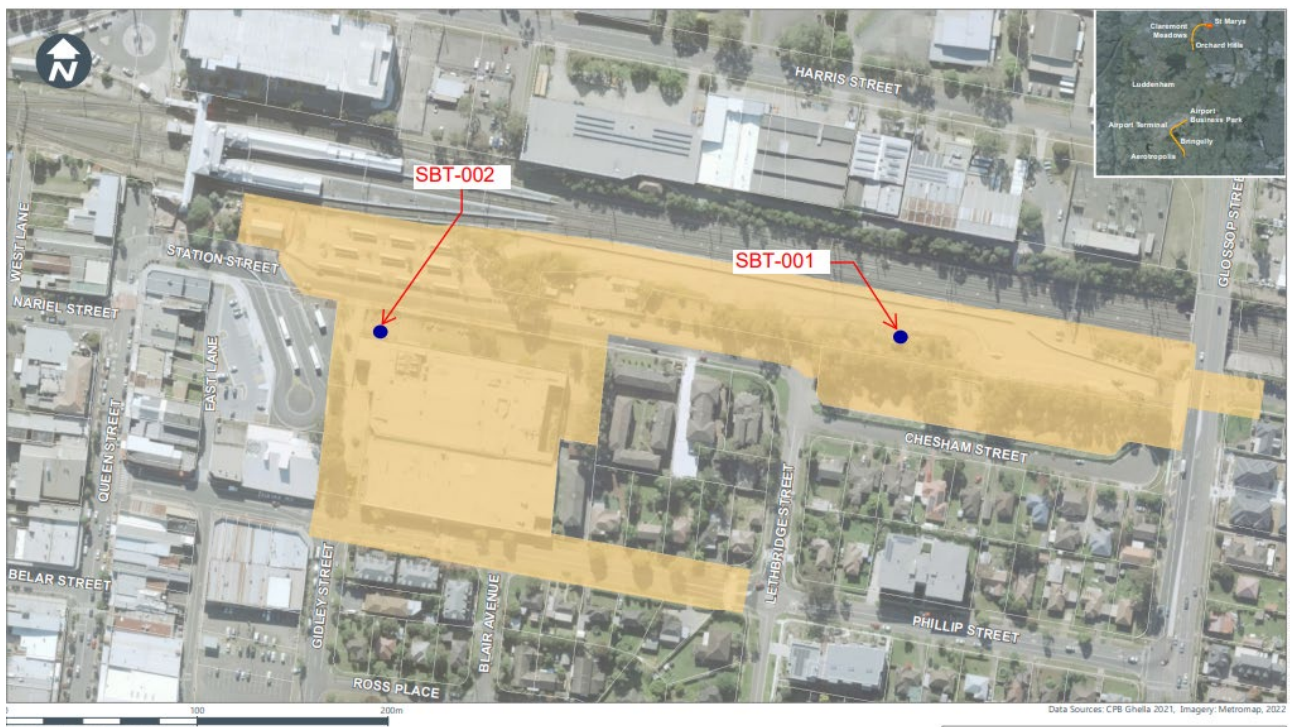 N
HARRIS STREET
St Marys
Claremont
Meadows
Orchard Hills
Luddenham
Airport
Business Park
Airport Terminal
Bringelly
Aerotropolis
SBT-002
SBT-001
GLOSSOP STREET
WEST LANE
STATION STREET
NARIEL STREET
EAST LANE
QUEEN STREET
CHESHAM STREET
LETHBRIDGE STREET
BELAR STREET
GIDLEY STREET
BLAIR AVENUE
PHILLIP STREET
ROSS PLACE
100
200m
Data Sources: CPB Ghella 2021, Imagery: Metromap, 2022